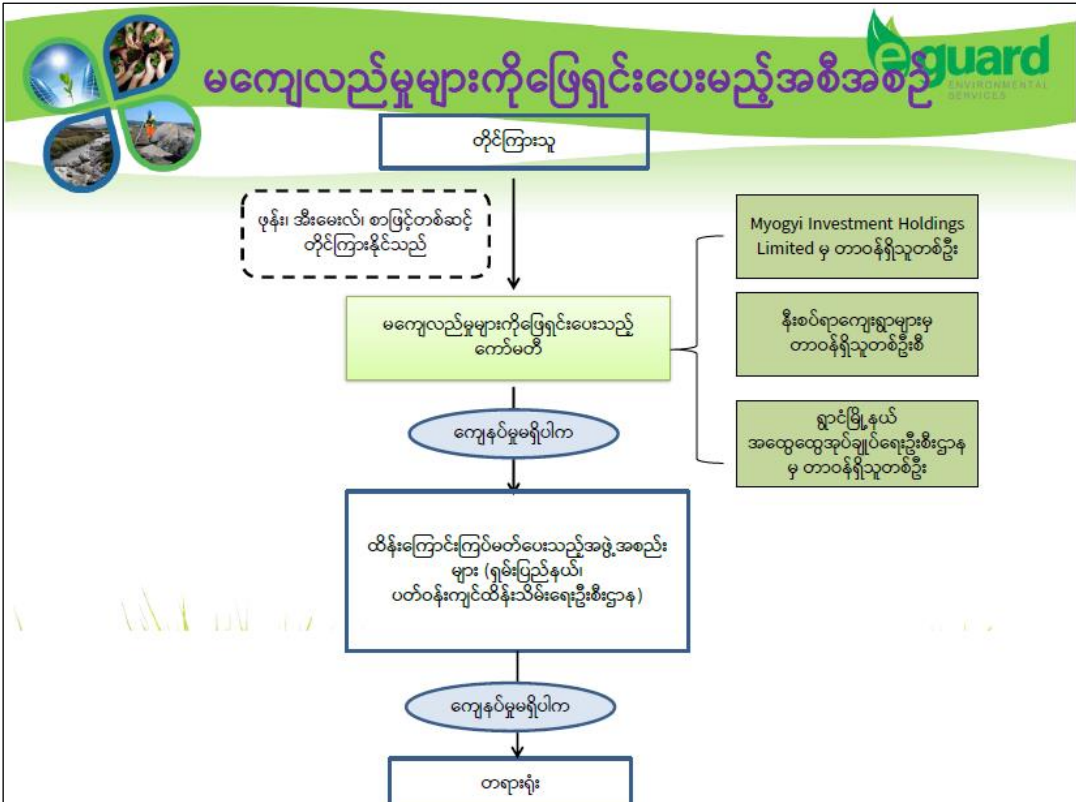 eguard
ENVIRONMENTAL
SERVICES
မကျေလည်မှုများကိုဖြေရှင်းပေးမည့်အစီအစဉ်
တိုင်ကြားသူ
ဖုန်း၊ အီးမေးလ်၊ စာဖြင့်တစ်ဆင့်
တိုင်ကြားနိုင်သည်
မကျေလည်မှုများကိုဖြေရှင်းပေးသည့်
ကော်မတီ
Myogyi Investment Holdings
Limited မှ တာဝန်ရှိသူတစ်ဦး
နီးစပ်ရာကျေးရွာများမှ
တာဝန်ရှိသူတစ်ဦးစီ
ရွာငံမြို့နယ်
အထွေထွေအုပ်ချုပ်ရေးဦးစီးဌာန
မှ တာဝန်ရှိသူတစ်ဦး
ကျေနပ်မှုမရှိပါက
ထိန်းကြောင်းကြပ်မတ်ပေးသည့်အဖွဲ့အစည်း
များ (ရှမ်းပြည်နယ်၊
ပတ်ဝန်းကျင်ထိန်းသိမ်းရေးဦးစီးဌာန)
ကျေနပ်မှုမရှိပါက
တရားရုံး